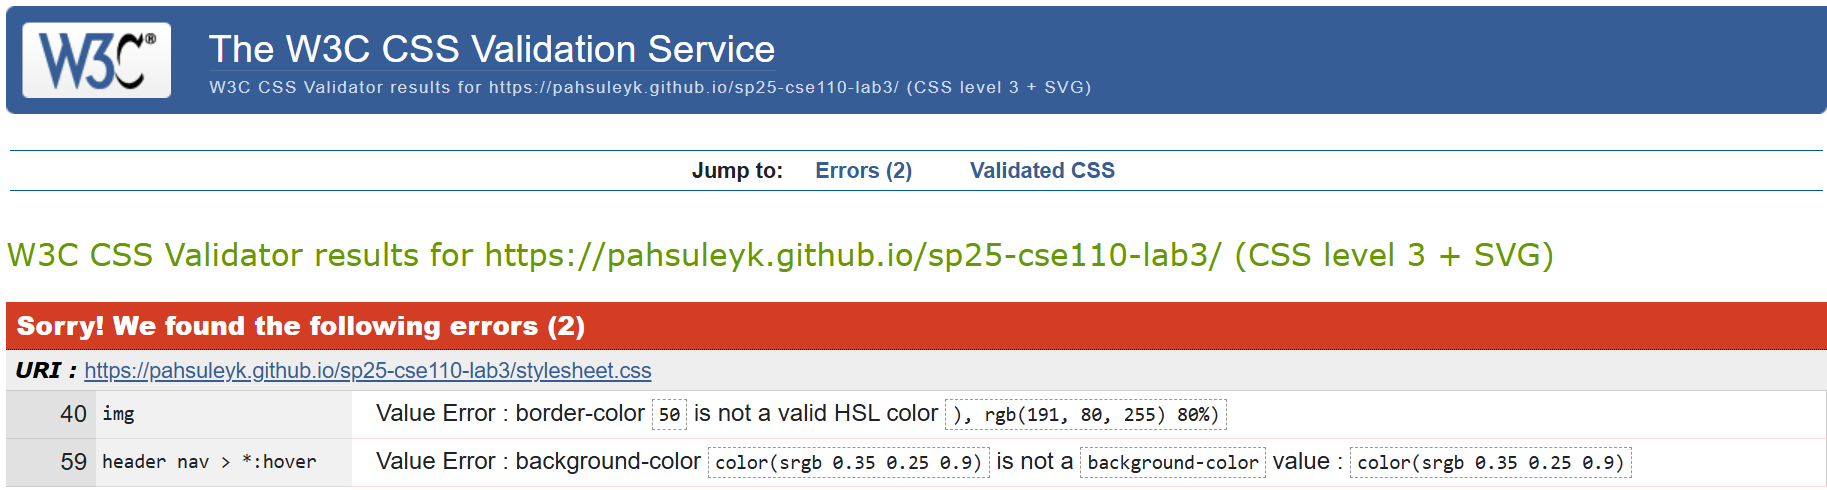 W3C®
The W3C CSS Validation Service
W3C CSS Validator results for https://pahsuleyk.github.io/sp25-cse110-lab3/ (CSS level 3 + SVG)
Jump to: Errors (2) Validated CSS
W3C CSS Validator results for https://pahsuleyk.github.io/sp25-cse110-lab3/ (CSS level 3 + SVG)
Sorry! We found the following errors (2)
URI : https://pahsuleyk.github.io/sp25-cse110-lab3/stylesheet.css
40 img Value Error : border-color 50 is not a valid HSL color ), rgb(191, 80, 255) 80%)
59 header nav > *:hover Value Error : background-color color(srgb 0.35 0.25 0.9) is not a background-color value : color(srgb 0.35 0.25 0.9)